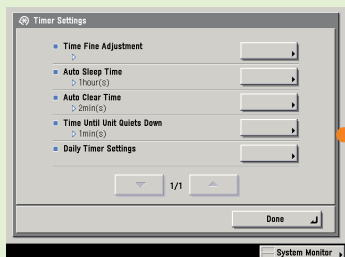 Timer Settings
Time Fine Adjustment
Auto Sleep Time
1hour(s)
Auto Clear Time
2min(s)
Time Until Unit Quiets Down
1min(s)
Daily Timer Settings
1/1
Done
System Monitor